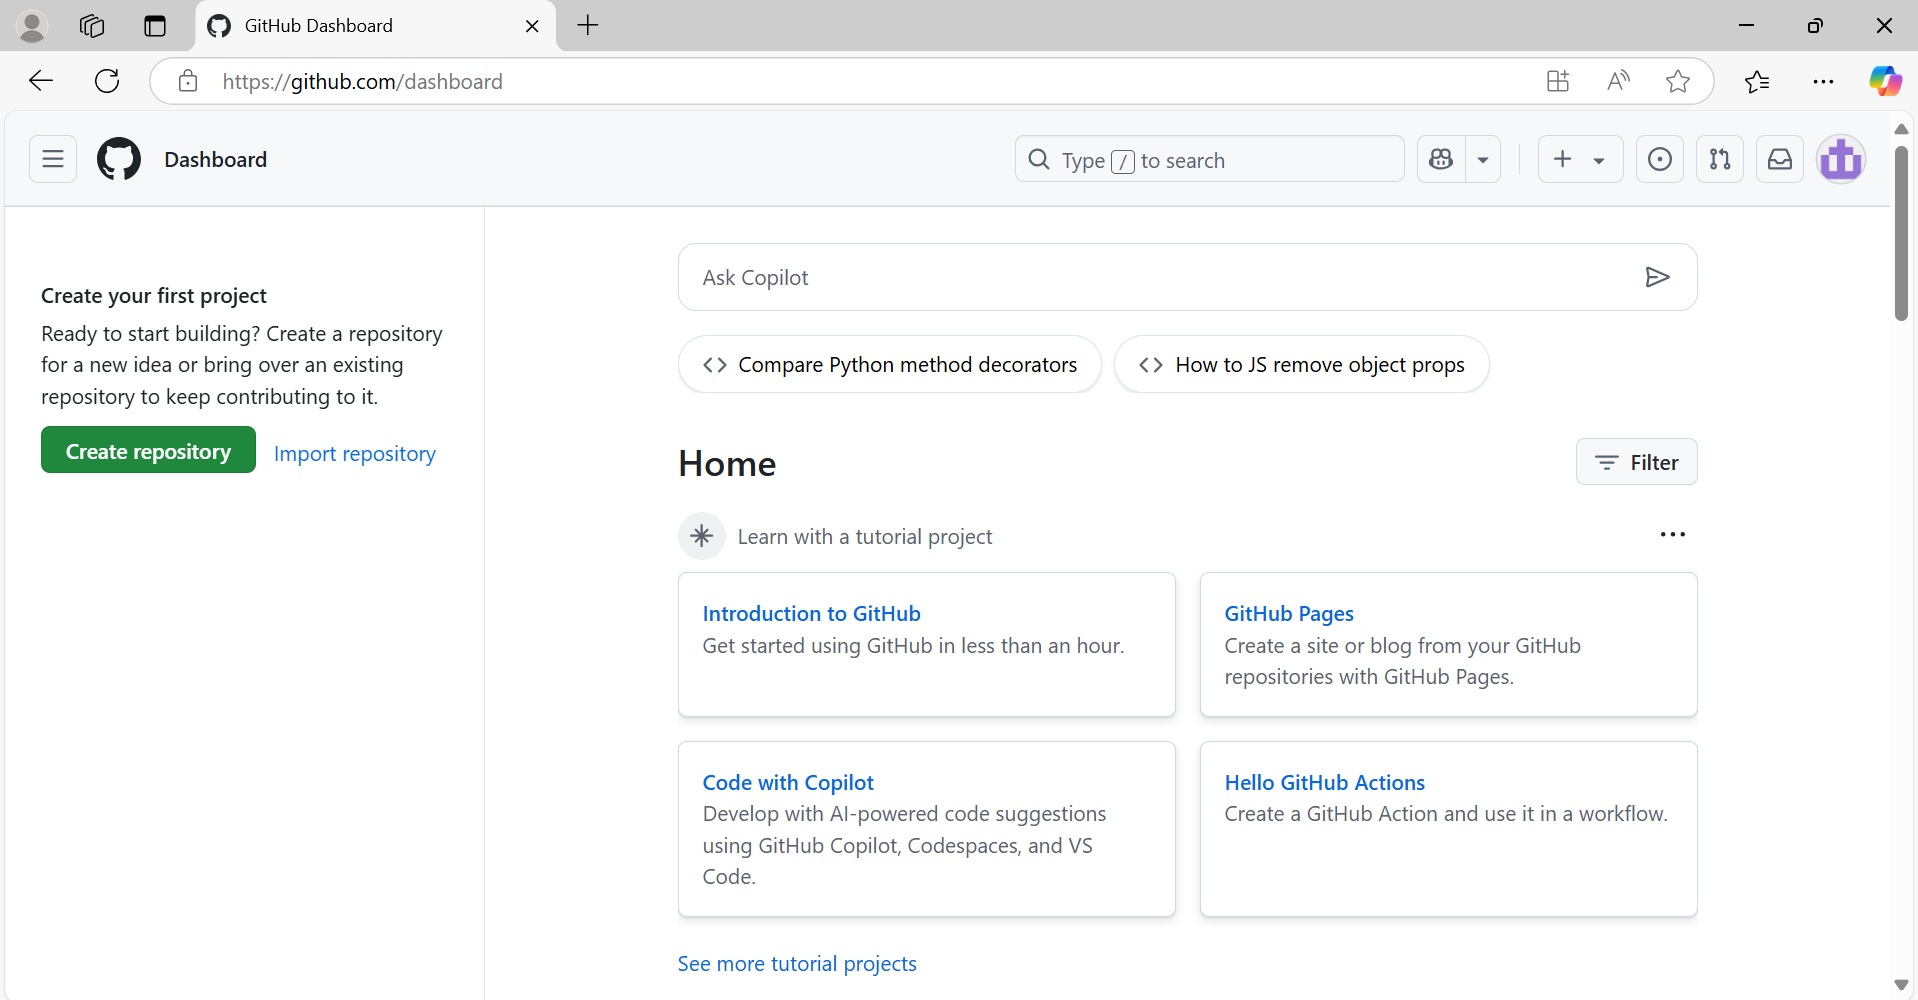 GitHub Dashboard
https://github.com/dashboard
Dashboard
Type / to search
Create your first project
Ready to start building? Create a repository
for a new idea or bring over an existing
repository to keep contributing to it.
Create repository
Import repository
Ask Copilot
Compare Python method decorators
How to JS remove object props
Home
Filter
Learn with a tutorial project
Introduction to GitHub
Get started using GitHub in less than an hour.
GitHub Pages
Create a site or blog from your GitHub
repositories with GitHub Pages.
Code with Copilot
Develop with AI-powered code suggestions
using GitHub Copilot, Codespaces, and VS
Code.
Hello GitHub Actions
Create a GitHub Action and use it in a workflow.
See more tutorial projects